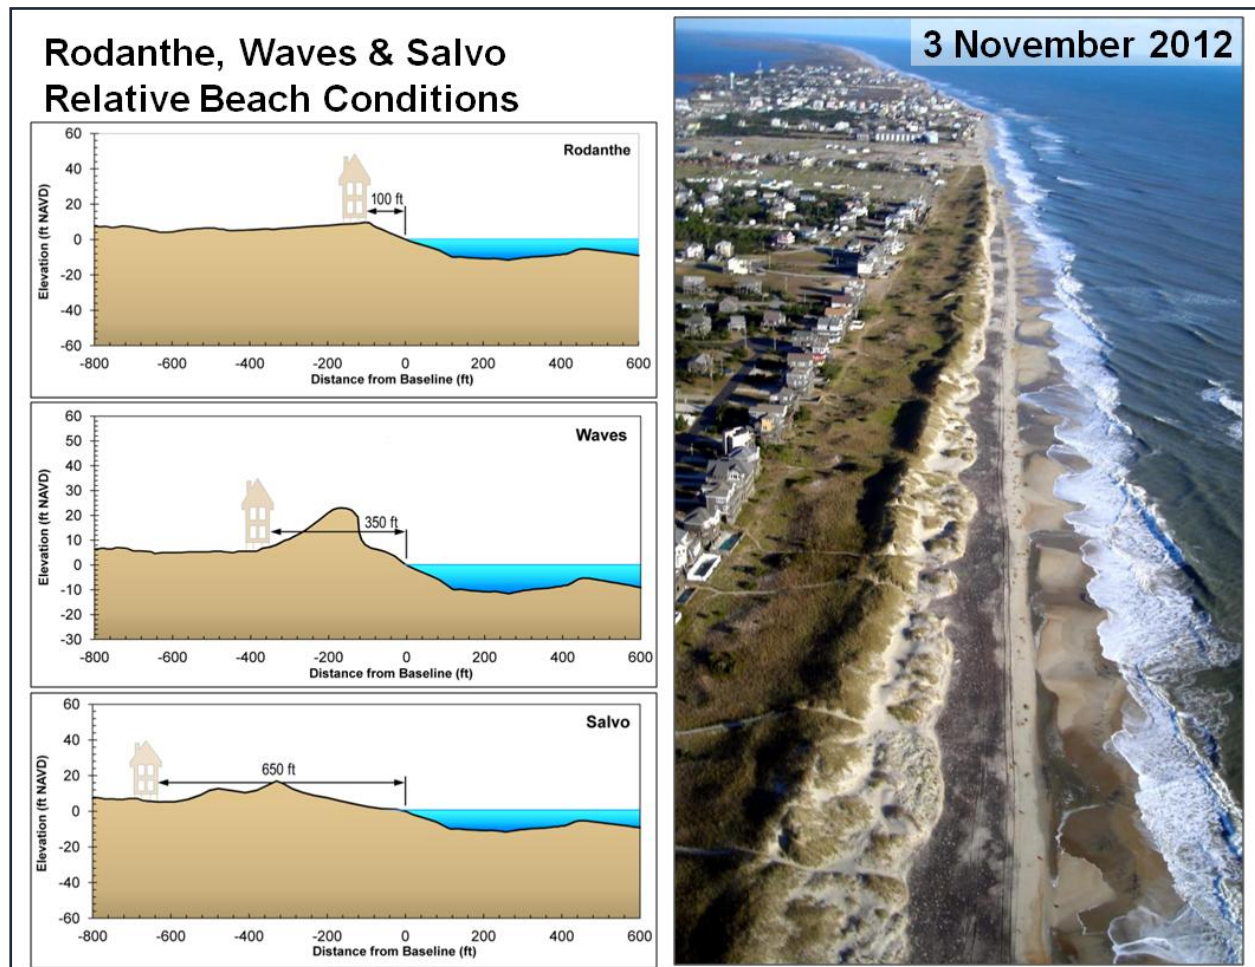 Rodanthe, Waves & Salvo
Relative Beach Conditions
3 November 2012
Rodanthe
60
40
20
0
-20
-40
-60
Elevation (ft NAVD)
100 ft
-800 -600 -400 -200 0 200 400 600
Distance from Baseline (ft)
Waves
60
50
40
30
20
10
0
-10
-20
-30
Elevation (ft NAVD)
350 ft
-800 -600 -400 -200 0 200 400 600
Distance from Baseline (ft)
Salvo
60
40
20
0
-20
-40
-60
Elevation (ft NAVD)
650 ft
-800 -600 -400 -200 0 200 400 600
Distance from Baseline (ft)